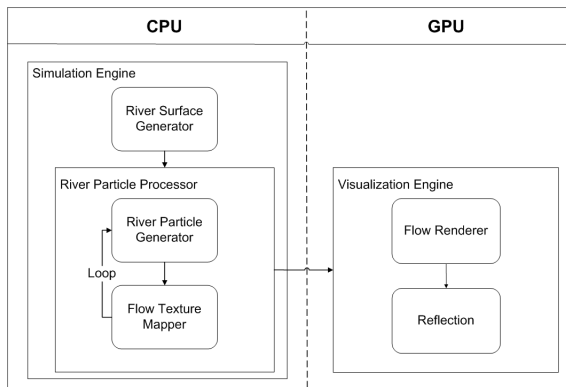 CPU
GPU
Simulation Engine
River Surface
Generator
River Particle Processor
River Particle
Generator
Loop
Flow Texture
Mapper
Visualization Engine
Flow Renderer
Reflection